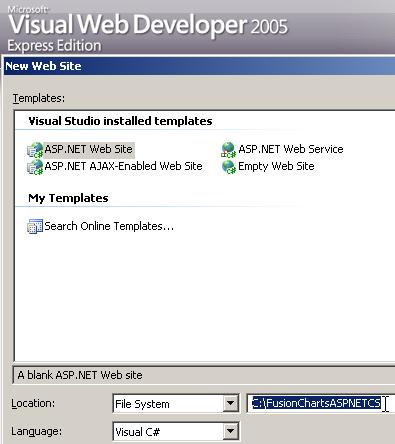 Microsoft
Visual Web Developer 2005
Express Edition
New Web Site
Templates:
Visual Studio installed templates
ASP.NET Web Site
ASP.NET Web Service
ASP.NET AJAX-Enabled Web Site
Empty Web Site
My Templates
Search Online Templates...
A blank ASP.NET Web site
Location: File System C:\FusionChartsASPNETCS
Language: Visual C#